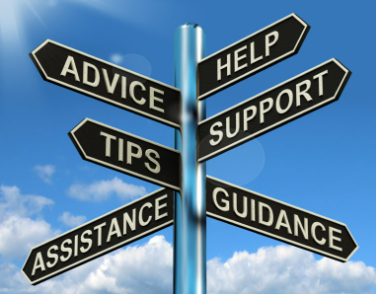 HELP
ADVICE
SUPPORT
TIPS
GUIDANCE
ASSISTANCE